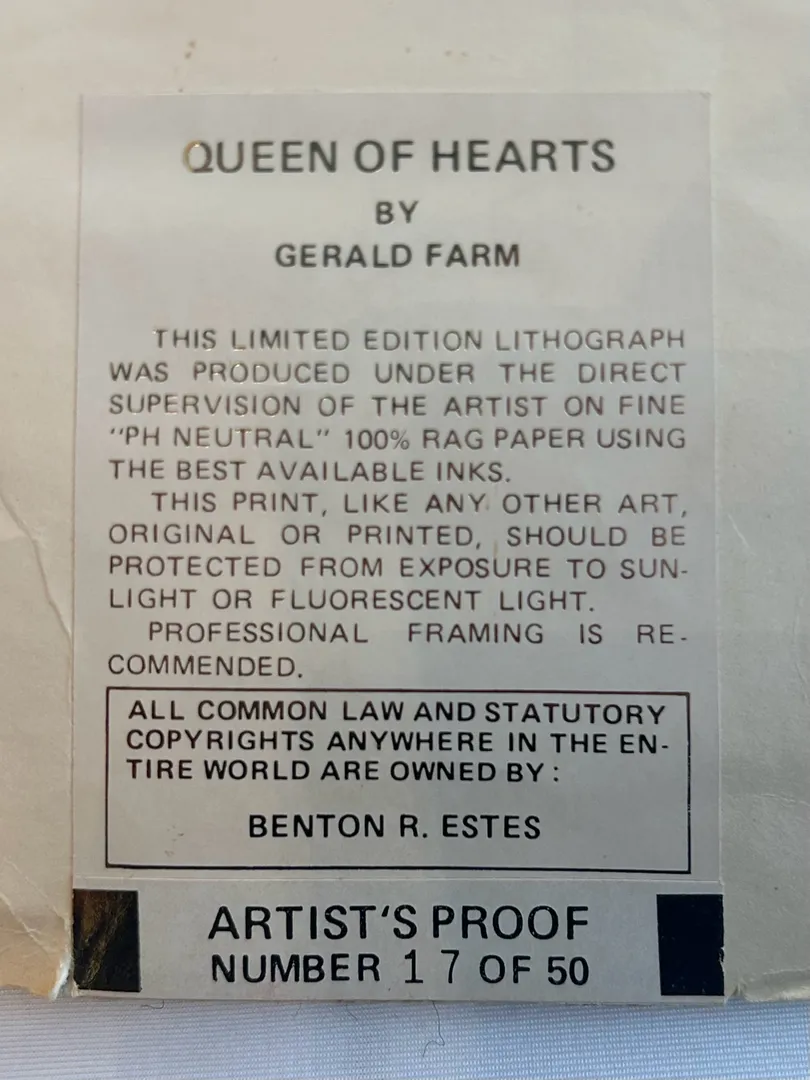 QUEEN OF HEARTS
BY
GERALD FARM
THIS LIMITED EDITION LITHOGRAPH
WAS PRODUCED UNDER THE DIRECT
SUPERVISION OF THE ARTIST ON FINE
"PH NEUTRAL" 100% RAG PAPER USING
THE BEST AVAILABLE INKS.
THIS PRINT, LIKE ANY OTHER ART,
ORIGINAL OR PRINTED, SHOULD BE
PROTECTED FROM EXPOSURE TO SUN-
LIGHT OR FLUORESCENT LIGHT.
PROFESSIONAL FRAMING IS RE-
COMMENDED.
ALL COMMON LAW AND STATUTORY
COPYRIGHTS ANYWHERE IN THE EN-
TIRE WORLD ARE OWNED BY:
BENTON R. ESTES
ARTIST'S PROOF
NUMBER 17 OF 50